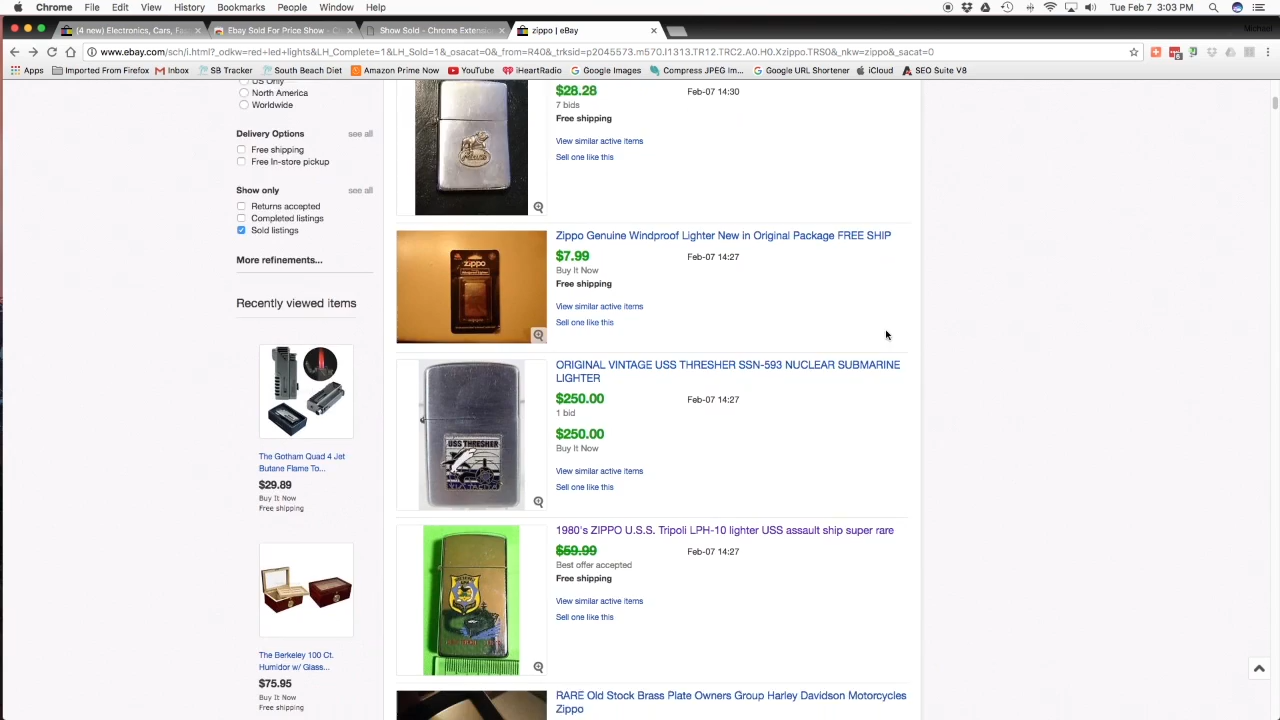 Chrome File Edit View History Bookmarks People Window Help
Tue Feb 7 3:03 PM
(4 new) Electronics, Cars, Fas
Ebay Sold For Price Show - C
Show Sold - Chrome Extension
zippo | eBay
Michael
www.ebay.com/sch/i.html?_odkw=red+led+lights&LH_Complete=1&LH_Sold=1&_osacat=0&_from=R40&_trksid=p2045573.m570.l1313.TR12.TRC2.A0.H0.Xzippo.TRS0&_nkw=zippo&_sacat=0
Apps Imported From Firefox Inbox SB Tracker South Beach Diet Amazon Prime Now YouTube iHeartRadio Google Images Compress JPEG Im... Google URL Shortener iCloud SEO Suite V8
US Only
North America
Worldwide
Delivery Options see all
Free shipping
Free In-store pickup
Show only see all
Returns accepted
Completed listings
Sold listings
More refinements...
Recently viewed items
The Gotham Quad 4 Jet
Butane Flame To...
$29.89
Buy It Now
Free shipping
The Berkeley 100 Ct.
Humidor w/ Glass...
$75.95
Buy It Now
Free shipping
$28.28 Feb-07 14:30
7 bids
Free shipping
View similar active items
Sell one like this
Zippo Genuine Windproof Lighter New in Original Package FREE SHIP
$7.99 Feb-07 14:27
Buy It Now
Free shipping
View similar active items
Sell one like this
zippo
ORIGINAL VINTAGE USS THRESHER SSN-593 NUCLEAR SUBMARINE
LIGHTER
$250.00 Feb-07 14:27
1 bid
$250.00
Buy It Now
View similar active items
Sell one like this
USS THRESHER
1980's ZIPPO U.S.S. Tripoli LPH-10 lighter USS assault ship super rare
$59.99 Feb-07 14:27
Best offer accepted
Free shipping
View similar active items
Sell one like this
RARE Old Stock Brass Plate Owners Group Harley Davidson Motorcycles
Zippo